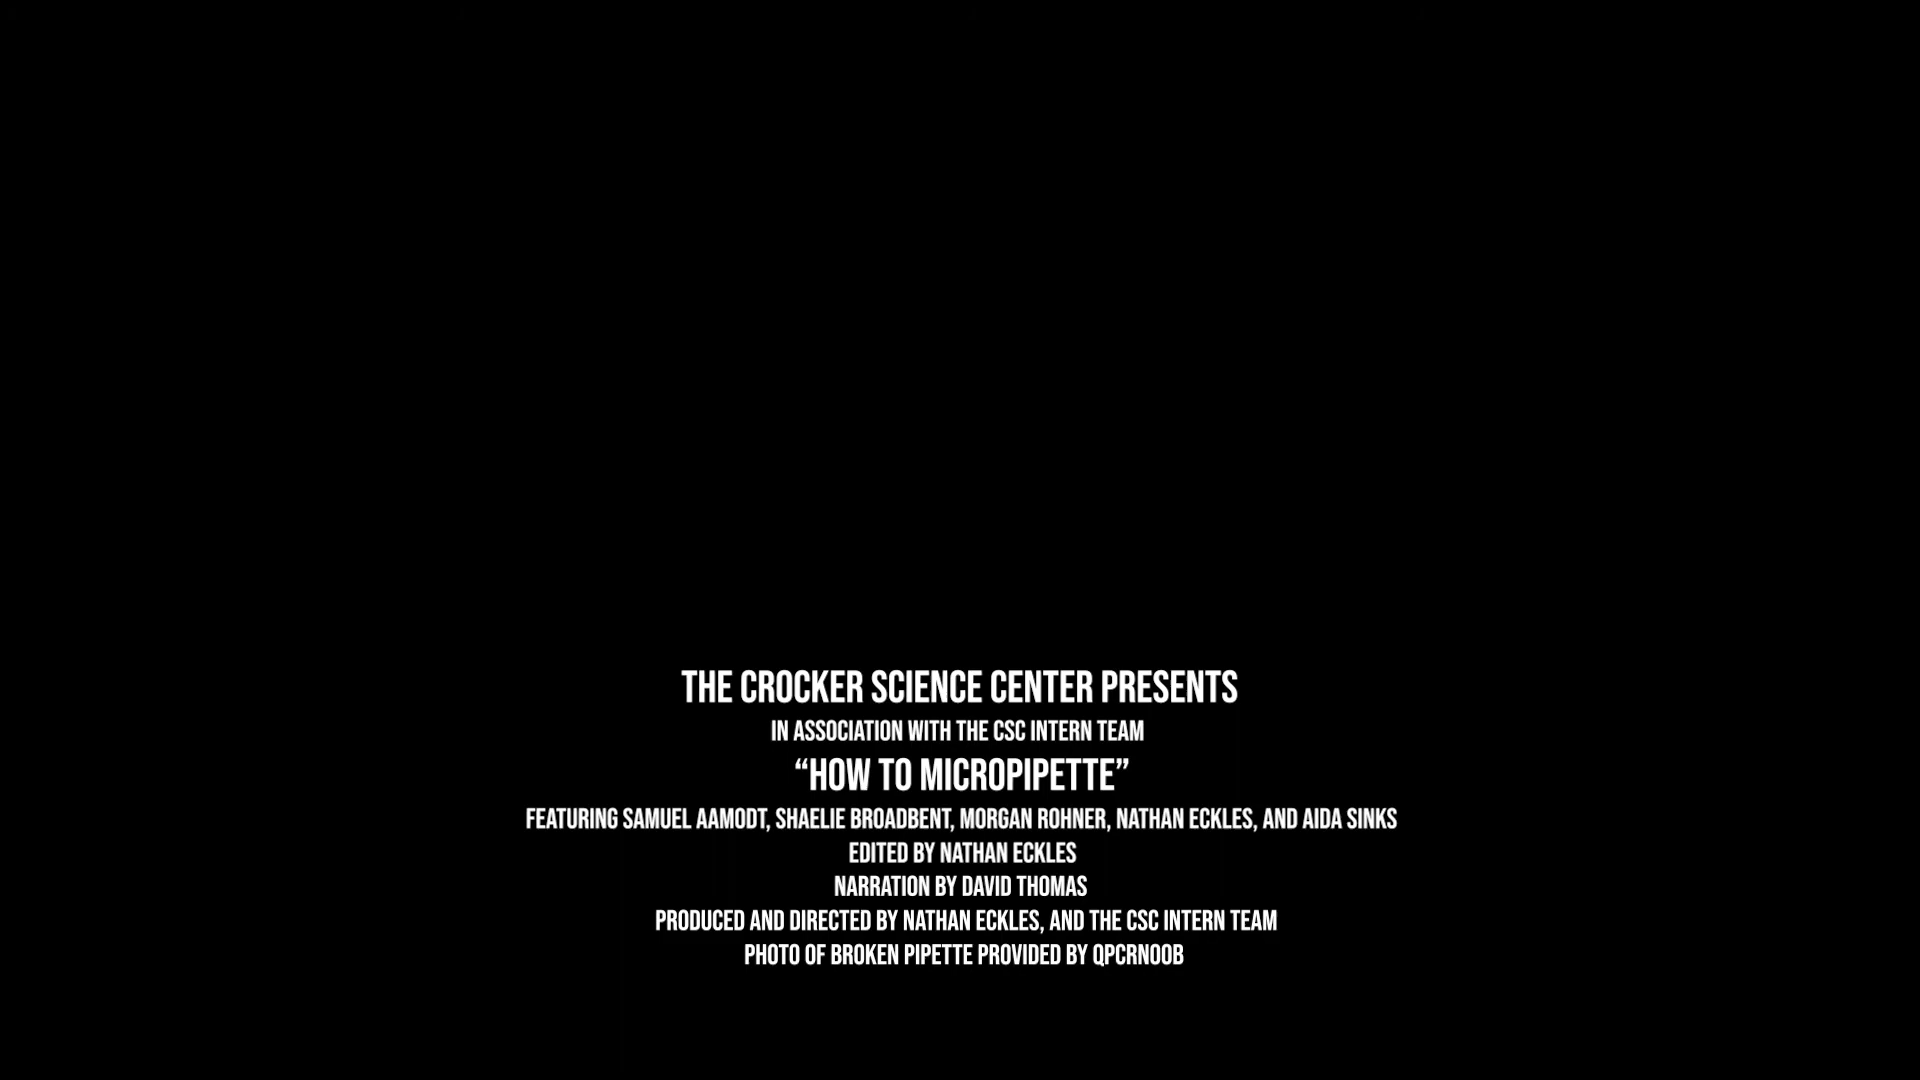 THE CROCKER SCIENCE CENTER PRESENTS
IN ASSOCIATION WITH THE CSC INTERN TEAM
“HOW TO MICROPIPETTE”
FEATURING SAMUEL AAMODT, SHAELIE BROADBENT, MORGAN ROHNER, NATHAN ECKLES, AND AIDA SINKS
EDITED BY NATHAN ECKLES
NARRATION BY DAVID THOMAS
PRODUCED AND DIRECTED BY NATHAN ECKLES, AND THE CSC INTERN TEAM
PHOTO OF BROKEN PIPETTE PROVIDED BY QPCRNOOB